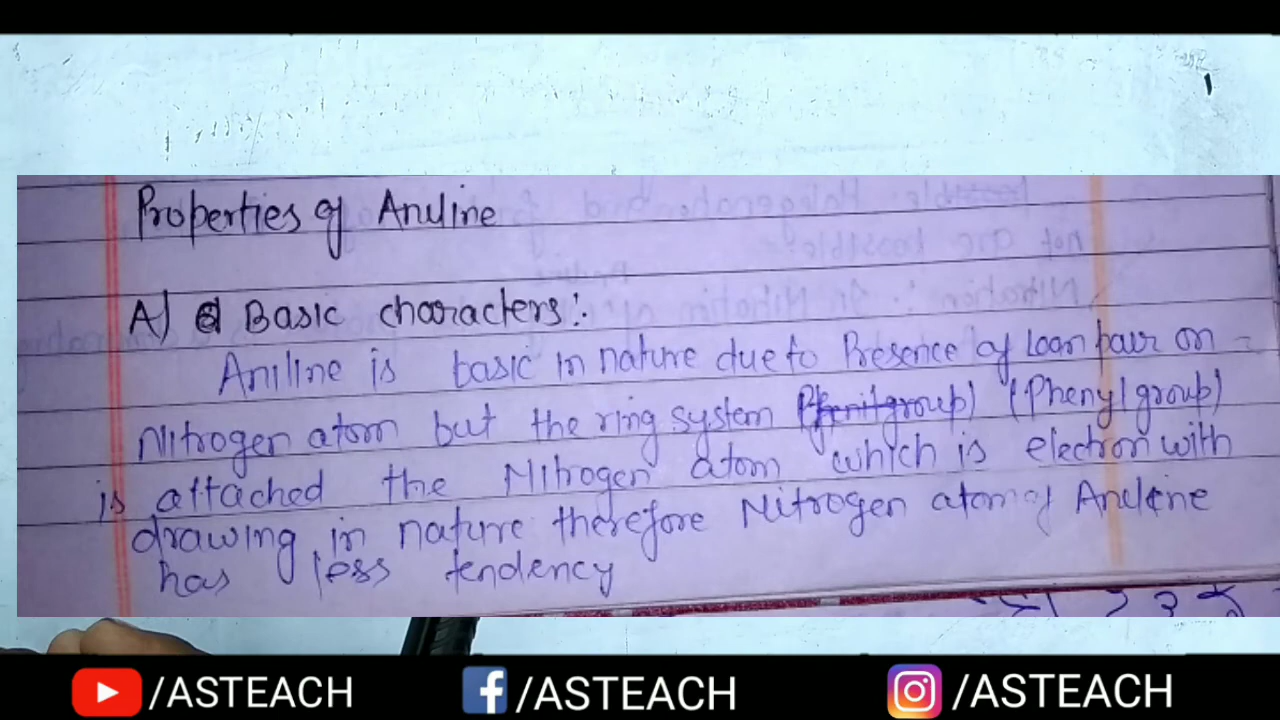 Properties of Aniline
A) Basic charoacters:-
Aniline is basic in nature due to Presence of Loan pair on
Nitrogen atom but the ring system (Phenyl group)
is attached the Nitrogen atom which is electron with
drawing in nature therefore Nitrogen atom of Aniline
has less tendency
/ASTEACH
/ASTEACH
/ASTEACH